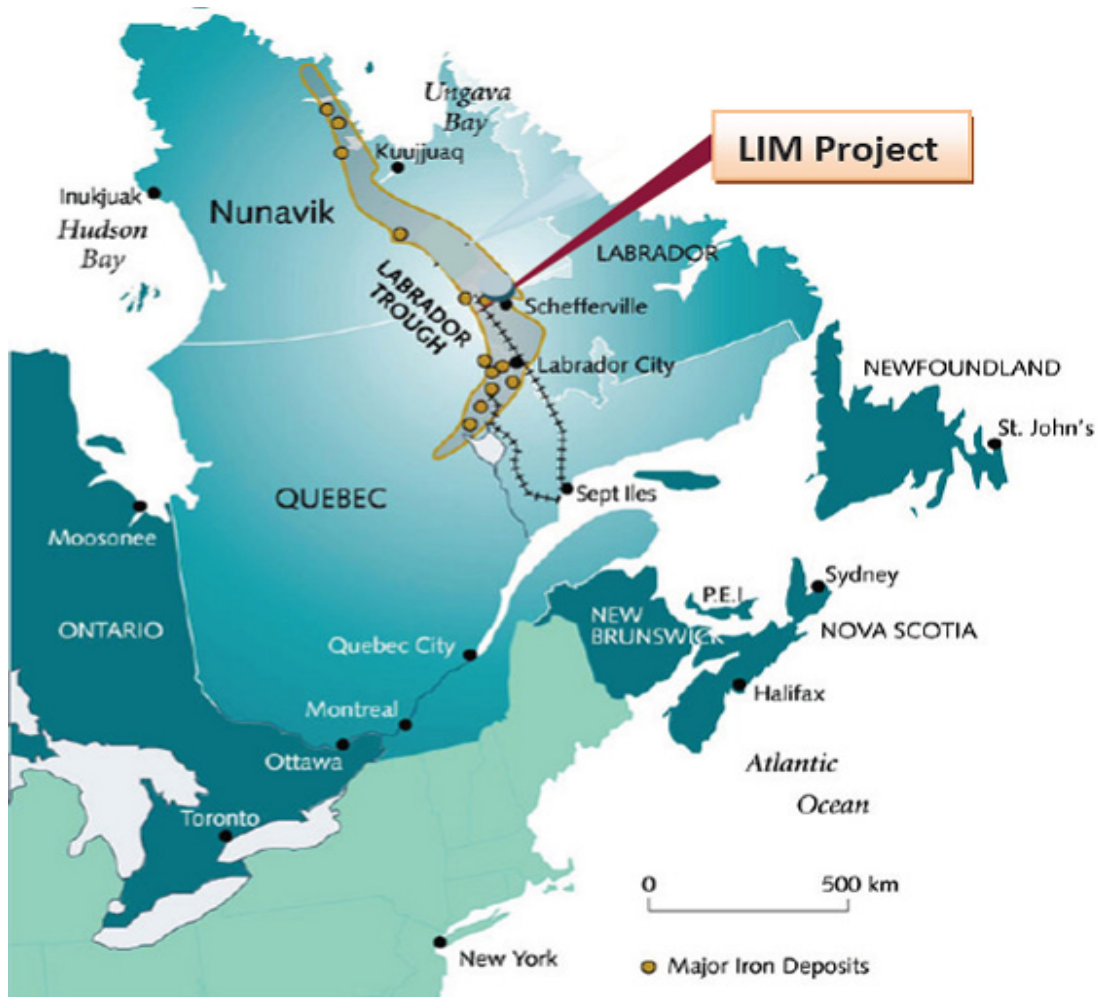 Ungava
Bay
LIM Project
Kuujjuaq
Inukjuak
Nunavik
Hudson
Bay
LABRADOR
LABRADOR
TROUGH
Schefferville
Labrador City
NEWFOUNDLAND
St. John's
QUEBEC
Sept Iles
Moosonee
Sydney
P.E.I
NEW
BRUNSWICK
ONTARIO
NOVA SCOTIA
Quebec City
Halifax
Montreal
Ottawa
Atlantic
Ocean
Toronto
0 500 km
New York
Major Iron Deposits